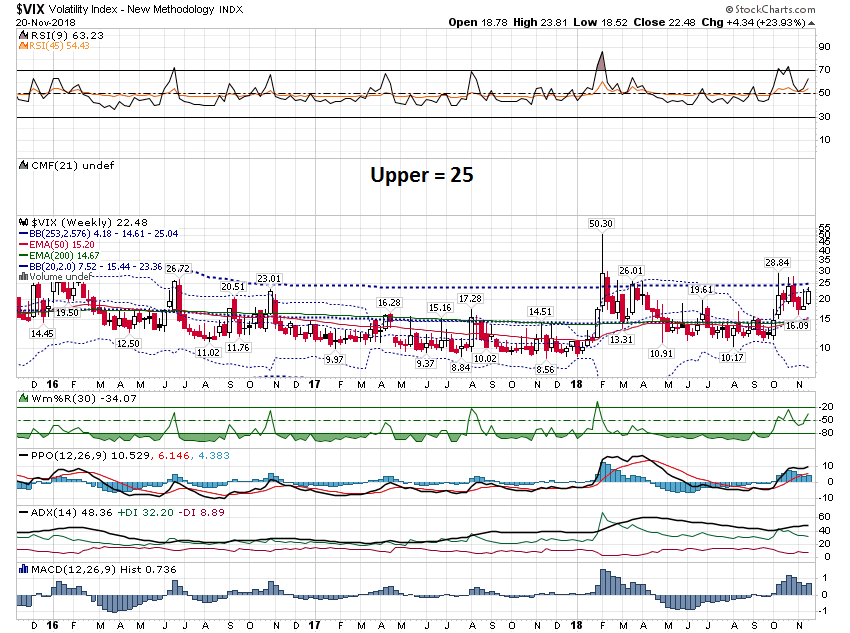 $VIX Volatility Index - New Methodology INDX
© StockCharts.com
20-Nov-2018
Open 18.78 High 23.81 Low 18.52 Close 22.48 Chg +4.34 (+23.93%)
RSI(9) 63.23
RSI(45) 54.43
90
70
50
30
10
CMF(21) undef
Upper = 25
$VIX (Weekly) 22.48
BB(253,2.576) 4.18 - 14.61 - 25.04
EMA(50) 15.20
EMA(200) 14.67
BB(20,2.0) 7.52 - 15.44 - 23.36
Volume undef
50.30
26.72
20.51
23.01
16.28
15.16
17.28
14.51
26.01
19.61
28.84
14.45
19.50
12.50
11.02
11.76
9.97
9.37
8.84
10.02
8.56
13.31
10.91
10.17
16.09
55
50
45
40
35
30
25
20
15
10
D 16 F M A M J J A S O N D 17 F M A M J J A S O N D 18 F M A M J J A S O N
Wm%R(30) -34.07
-20
-50
-80
PPO(12,26,9) 10.529, 6.146, 4.383
10
0
-10
ADX(14) 48.36 +DI 32.20 -DI 8.89
60
40
20
0
MACD(12,26,9) Hist 0.736
1
0
-1
D 16 F M A M J J A S O N D 17 F M A M J J A S O N D 18 F M A M J J A S O N